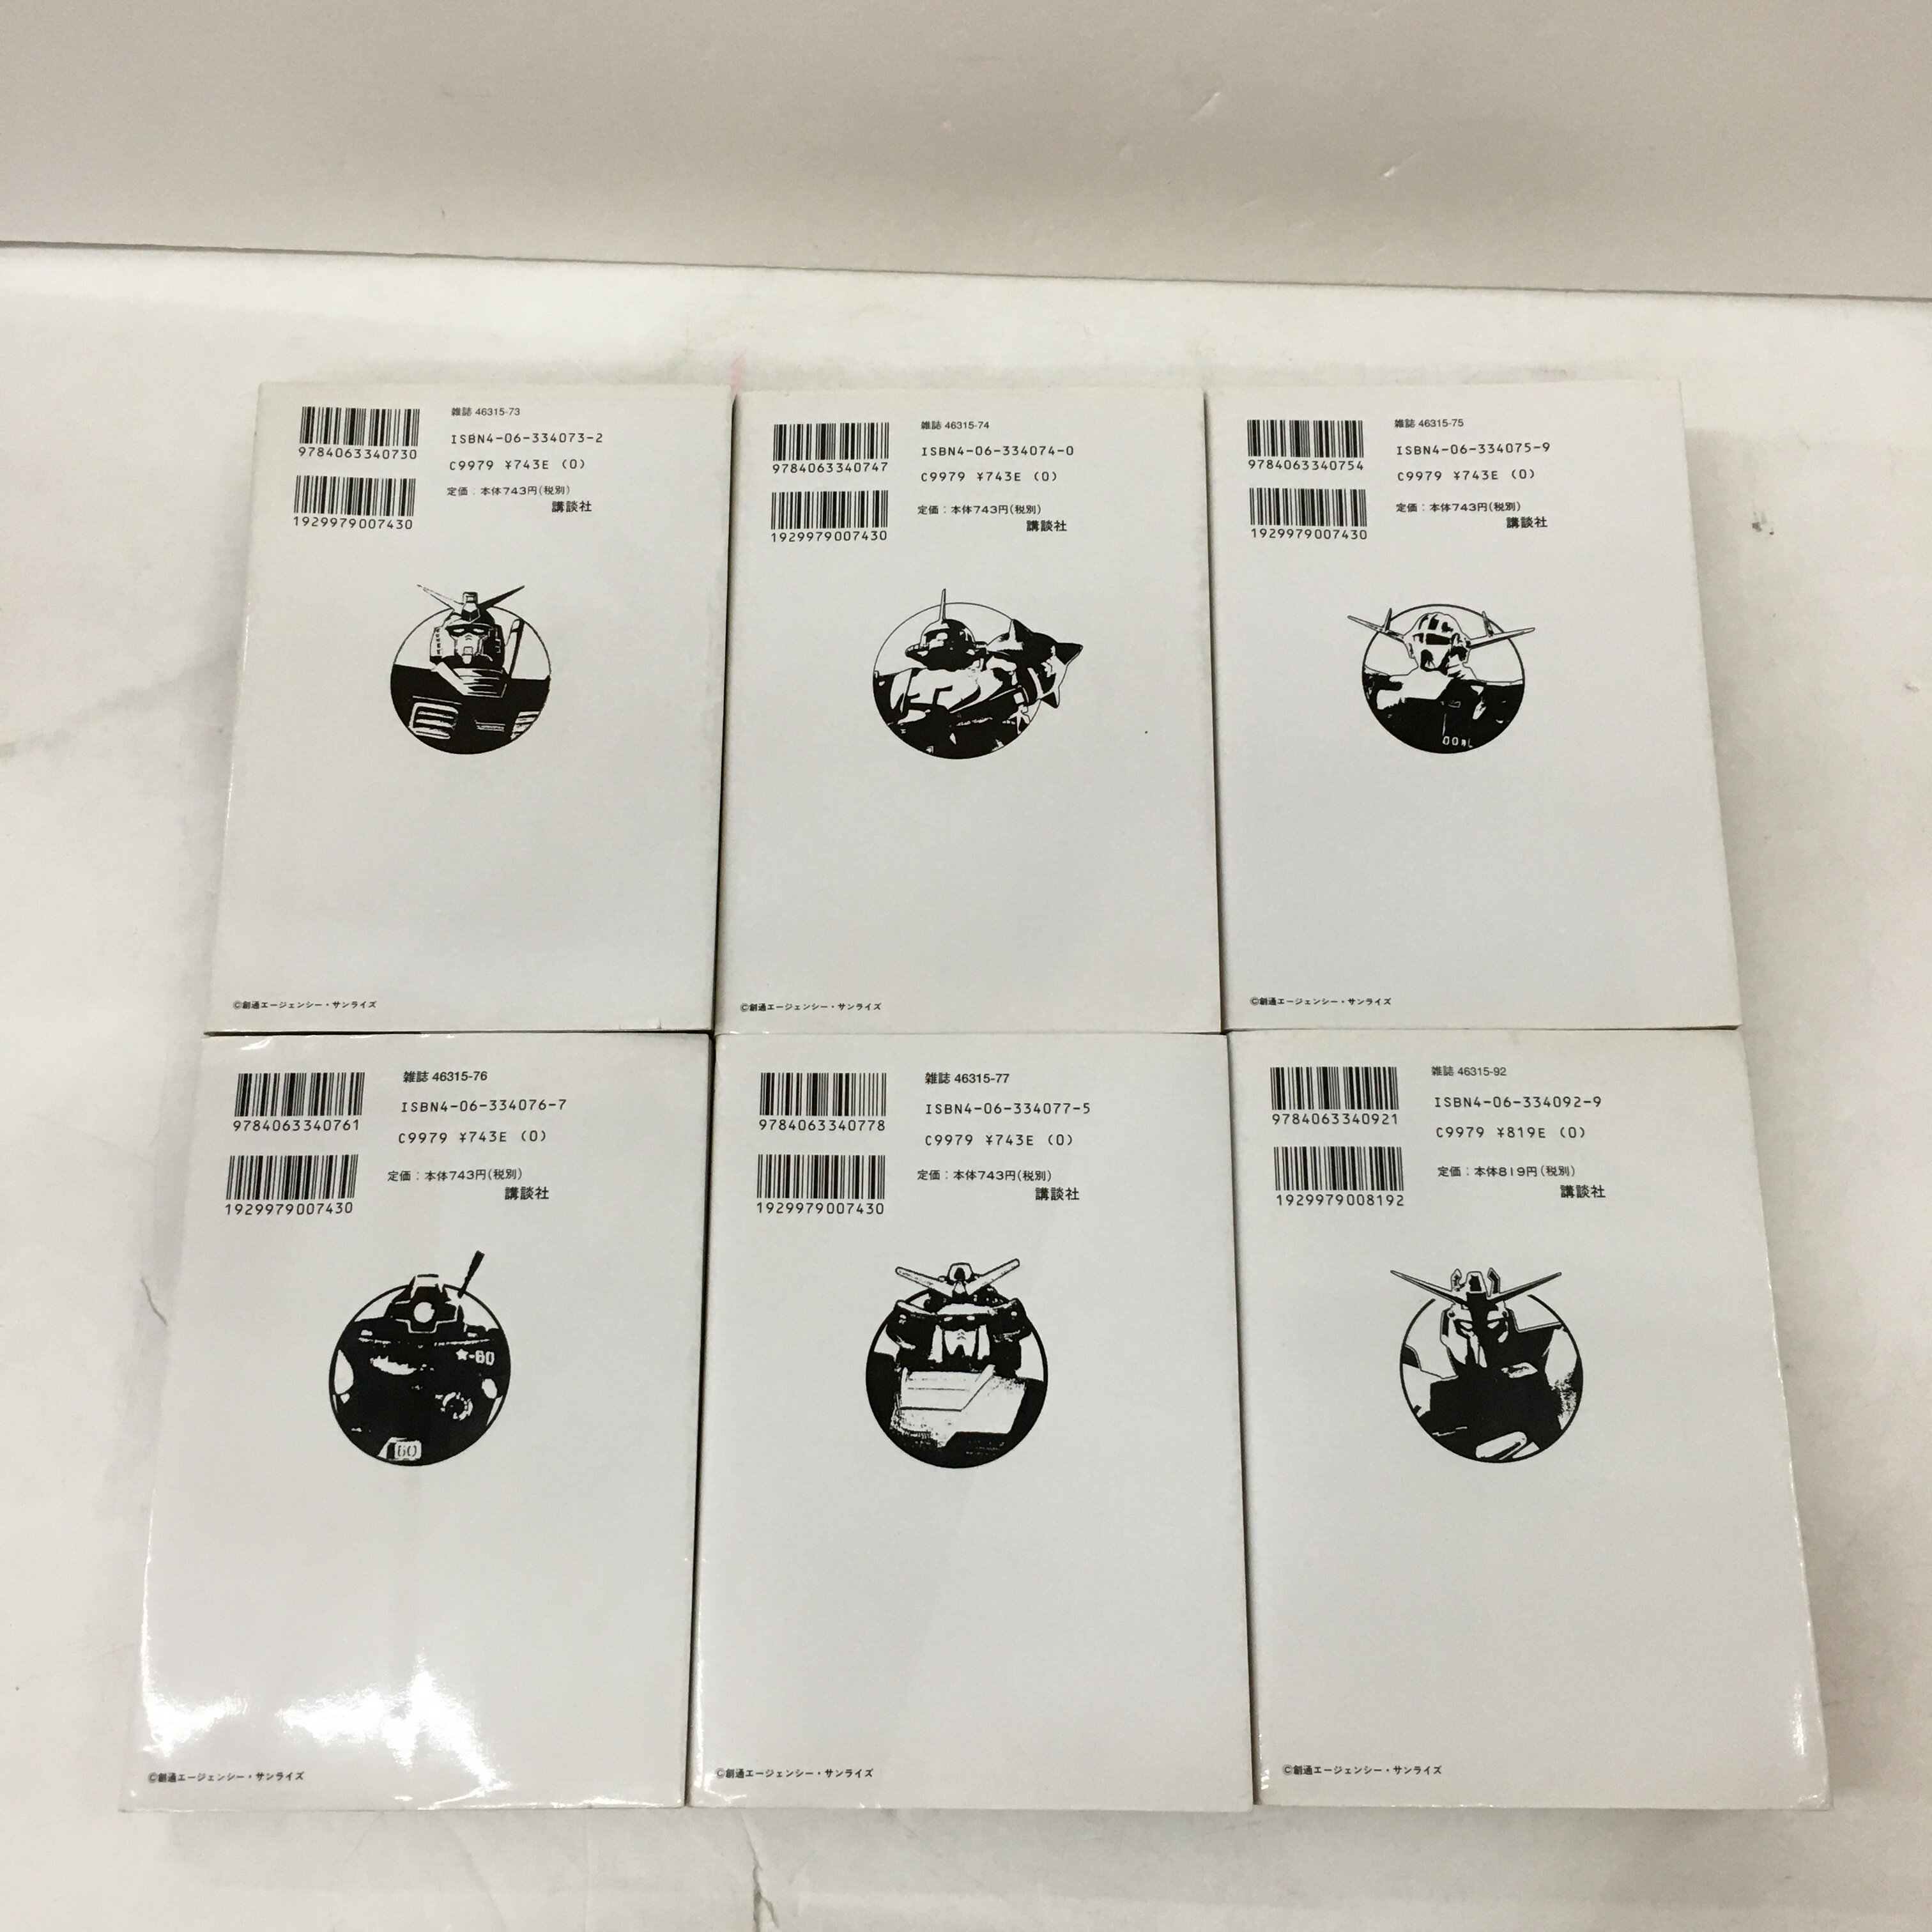 雑誌 46315-73
ISBN4-06-334073-2
9784063340730
C9979 ¥743E (0)
定価：本体743円(税別)
講談社
1929979007430
©創通エージェンシー・サンライズ
雑誌 46315-74
ISBN4-06-334074-0
9784063340747
C9979 ¥743E (0)
定価：本体743円(税別)
講談社
1929979007430
©創通エージェンシー・サンライズ
雑誌 46315-75
ISBN4-06-334075-9
9784063340754
C9979 ¥743E (0)
定価：本体743円(税別)
講談社
1929979007430
©創通エージェンシー・サンライズ
雑誌 46315-76
ISBN4-06-334076-7
9784063340761
C9979 ¥743E (0)
定価：本体743円(税別)
講談社
1929979007430
★-60
60
©創通エージェンシー・サンライズ
雑誌 46315-77
ISBN4-06-334077-5
9784063340778
C9979 ¥743E (0)
定価：本体743円(税別)
講談社
1929979007430
©創通エージェンシー・サンライズ
雑誌 46315-92
ISBN4-06-334092-9
9784063340921
C9979 ¥819E (0)
定価：本体819円(税別)
講談社
1929979008192
©創通エージェンシー・サンライズ